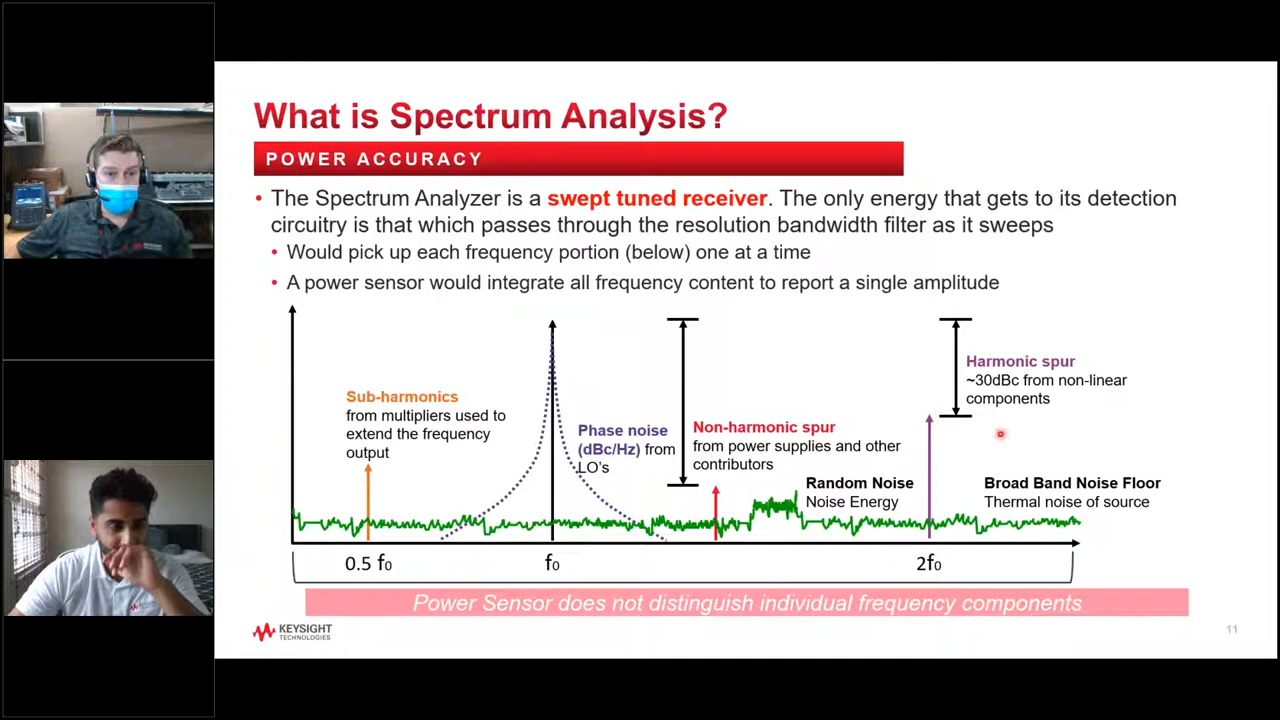 What is Spectrum Analysis?
POWER ACCURACY
• The Spectrum Analyzer is a swept tuned receiver. The only energy that gets to its detection
circuitry is that which passes through the resolution bandwidth filter as it sweeps
• Would pick up each frequency portion (below) one at a time
• A power sensor would integrate all frequency content to report a single amplitude
Sub-harmonics
from multipliers used to
extend the frequency
output
Phase noise
(dBc/Hz) from
LO's
Non-harmonic spur
from power supplies and other
contributors
Harmonic spur
~30dBc from non-linear
components
Random Noise
Noise Energy
Broad Band Noise Floor
Thermal noise of source
0.5 f₀
f₀
2f₀
Power Sensor does not distinguish individual frequency components
KEYSIGHT
TECHNOLOGIES
11